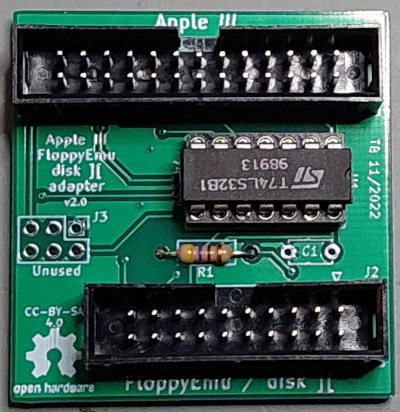 Apple ///
Apple ///
FloppyEmu
disk ][
adapter
v2.0
T74LS32B1
98913
TB 11/2022
J3
Unused
R1
C1
J2
CC-BY-SA
4.0
open hardware
FloppyEmu / disk ][